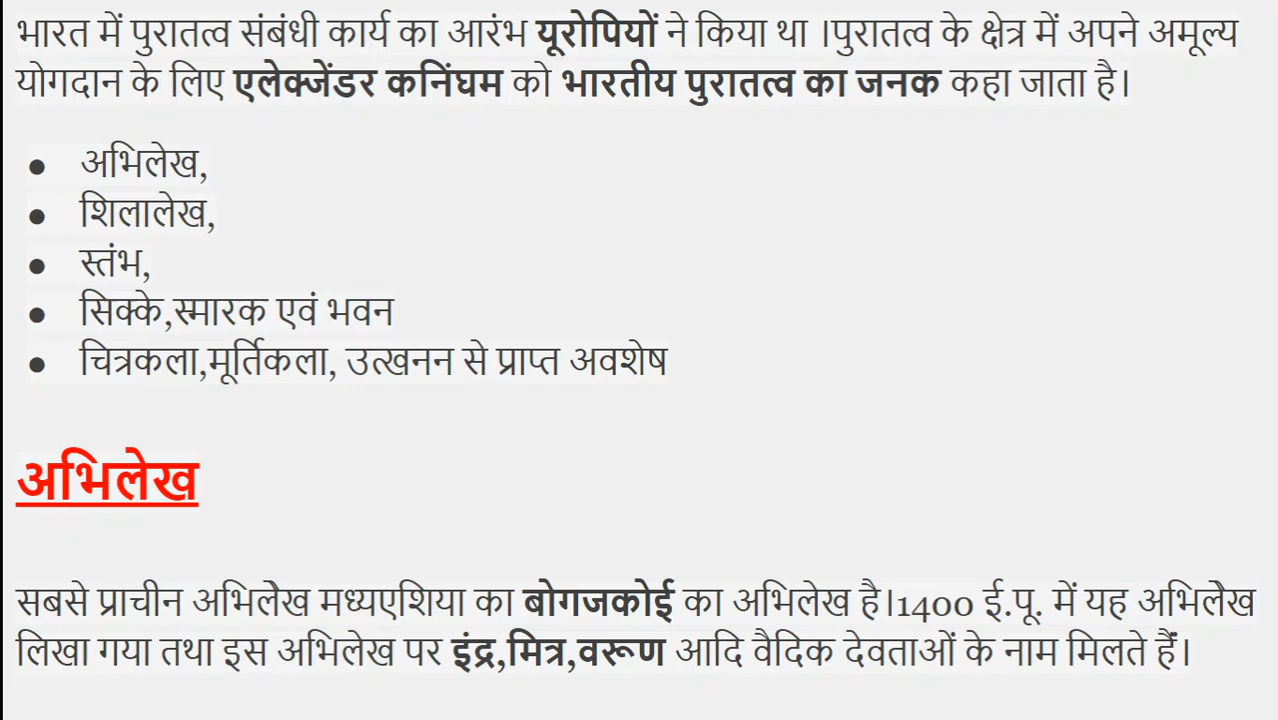 भारत में पुरातत्व संबंधी कार्य का आरंभ यूरोपियों ने किया था ।पुरातत्व के क्षेत्र में अपने अमूल्य
योगदान के लिए एलेक्जेंडर कनिंघम को भारतीय पुरातत्व का जनक कहा जाता है।
● अभिलेख,
● शिलालेख,
● स्तंभ,
● सिक्के,स्मारक एवं भवन
● चित्रकला,मूर्तिकला, उत्खनन से प्राप्त अवशेष
अभिलेख
सबसे प्राचीन अभिलेेख मध्यएशिया का बोगजकोई का अभिलेख है।1400 ई.पू. में यह अभिलेेख
लिखा गया तथा इस अभिलेख पर इंद्र,मित्र,वरूण आदि वैदिक देवताओं के नाम मिलते हैं।